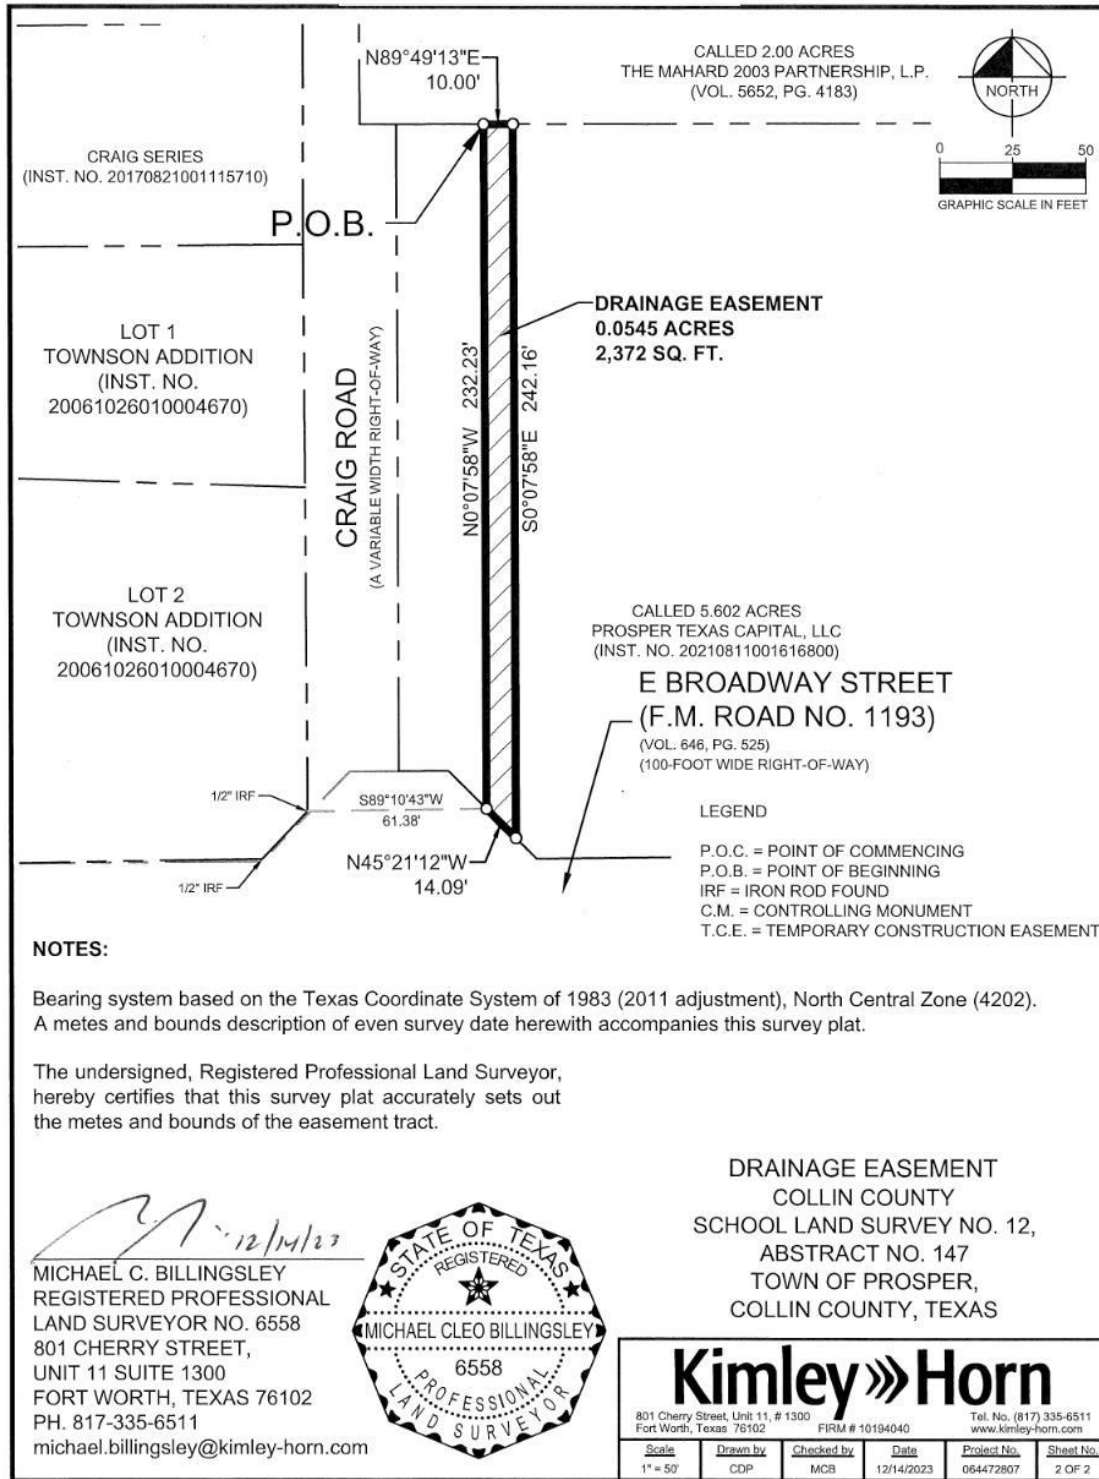 N89°49'13"E
10.00'
CALLED 2.00 ACRES
THE MAHARD 2003 PARTNERSHIP, L.P.
(VOL. 5652, PG. 4183)
NORTH
0 25 50
GRAPHIC SCALE IN FEET
CRAIG SERIES
(INST. NO. 20170821001115710)
P.O.B.
DRAINAGE EASEMENT
0.0545 ACRES
2,372 SQ. FT.
LOT 1
TOWNSON ADDITION
(INST. NO.
20061026010004670)
CRAIG ROAD
(A VARIABLE WIDTH RIGHT-OF-WAY)
N0°07'58"W 232.23'
S0°07'58"E 242.16'
LOT 2
TOWNSON ADDITION
(INST. NO.
20061026010004670)
CALLED 5.602 ACRES
PROSPER TEXAS CAPITAL, LLC
(INST. NO. 20210811001616800)
E BROADWAY STREET
(F.M. ROAD NO. 1193)
(VOL. 646, PG. 525)
(100-FOOT WIDE RIGHT-OF-WAY)
1/2" IRF
S89°10'43"W
61.38'
N45°21'12"W
14.09'
1/2" IRF
LEGEND
P.O.C. = POINT OF COMMENCING
P.O.B. = POINT OF BEGINNING
IRF = IRON ROD FOUND
C.M. = CONTROLLING MONUMENT
T.C.E. = TEMPORARY CONSTRUCTION EASEMENT
NOTES:
Bearing system based on the Texas Coordinate System of 1983 (2011 adjustment), North Central Zone (4202).
A metes and bounds description of even survey date herewith accompanies this survey plat.
The undersigned, Registered Professional Land Surveyor,
hereby certifies that this survey plat accurately sets out
the metes and bounds of the easement tract.
12/14/23
MICHAEL C. BILLINGSLEY
REGISTERED PROFESSIONAL
LAND SURVEYOR NO. 6558
801 CHERRY STREET,
UNIT 11 SUITE 1300
FORT WORTH, TEXAS 76102
PH. 817-335-6511
michael.billingsley@kimley-horn.com
STATE OF TEXAS
REGISTERED
MICHAEL CLEO BILLINGSLEY
6558
PROFESSIONAL
LAND SURVEYOR
DRAINAGE EASEMENT
COLLIN COUNTY
SCHOOL LAND SURVEY NO. 12,
ABSTRACT NO. 147
TOWN OF PROSPER,
COLLIN COUNTY, TEXAS
Kimley»Horn
801 Cherry Street, Unit 11, # 1300 Tel. No. (817) 335-6511
Fort Worth, Texas 76102 FIRM # 10194040 www.kimley-horn.com
Scale Drawn by Checked by Date Project No. Sheet No.
1" = 50' CDP MCB 12/14/2023 064472807 2 OF 2